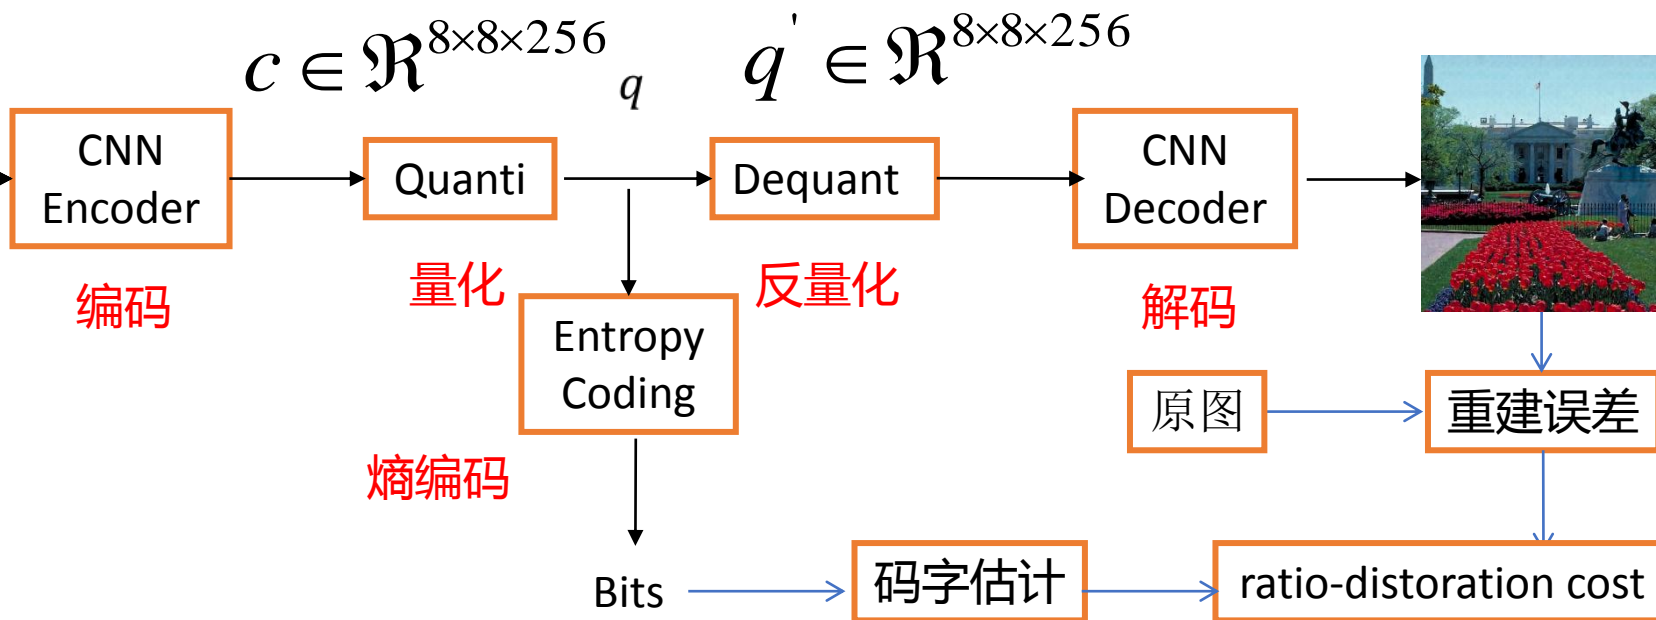 c ∈ ℜ^{8×8×256}
q
q' ∈ ℜ^{8×8×256}
CNN
Encoder
Quanti
Dequant
CNN
Decoder
编码
量化
反量化
解码
Entropy
Coding
原图
重建误差
熵编码
Bits
码字估计
ratio-distoration cost